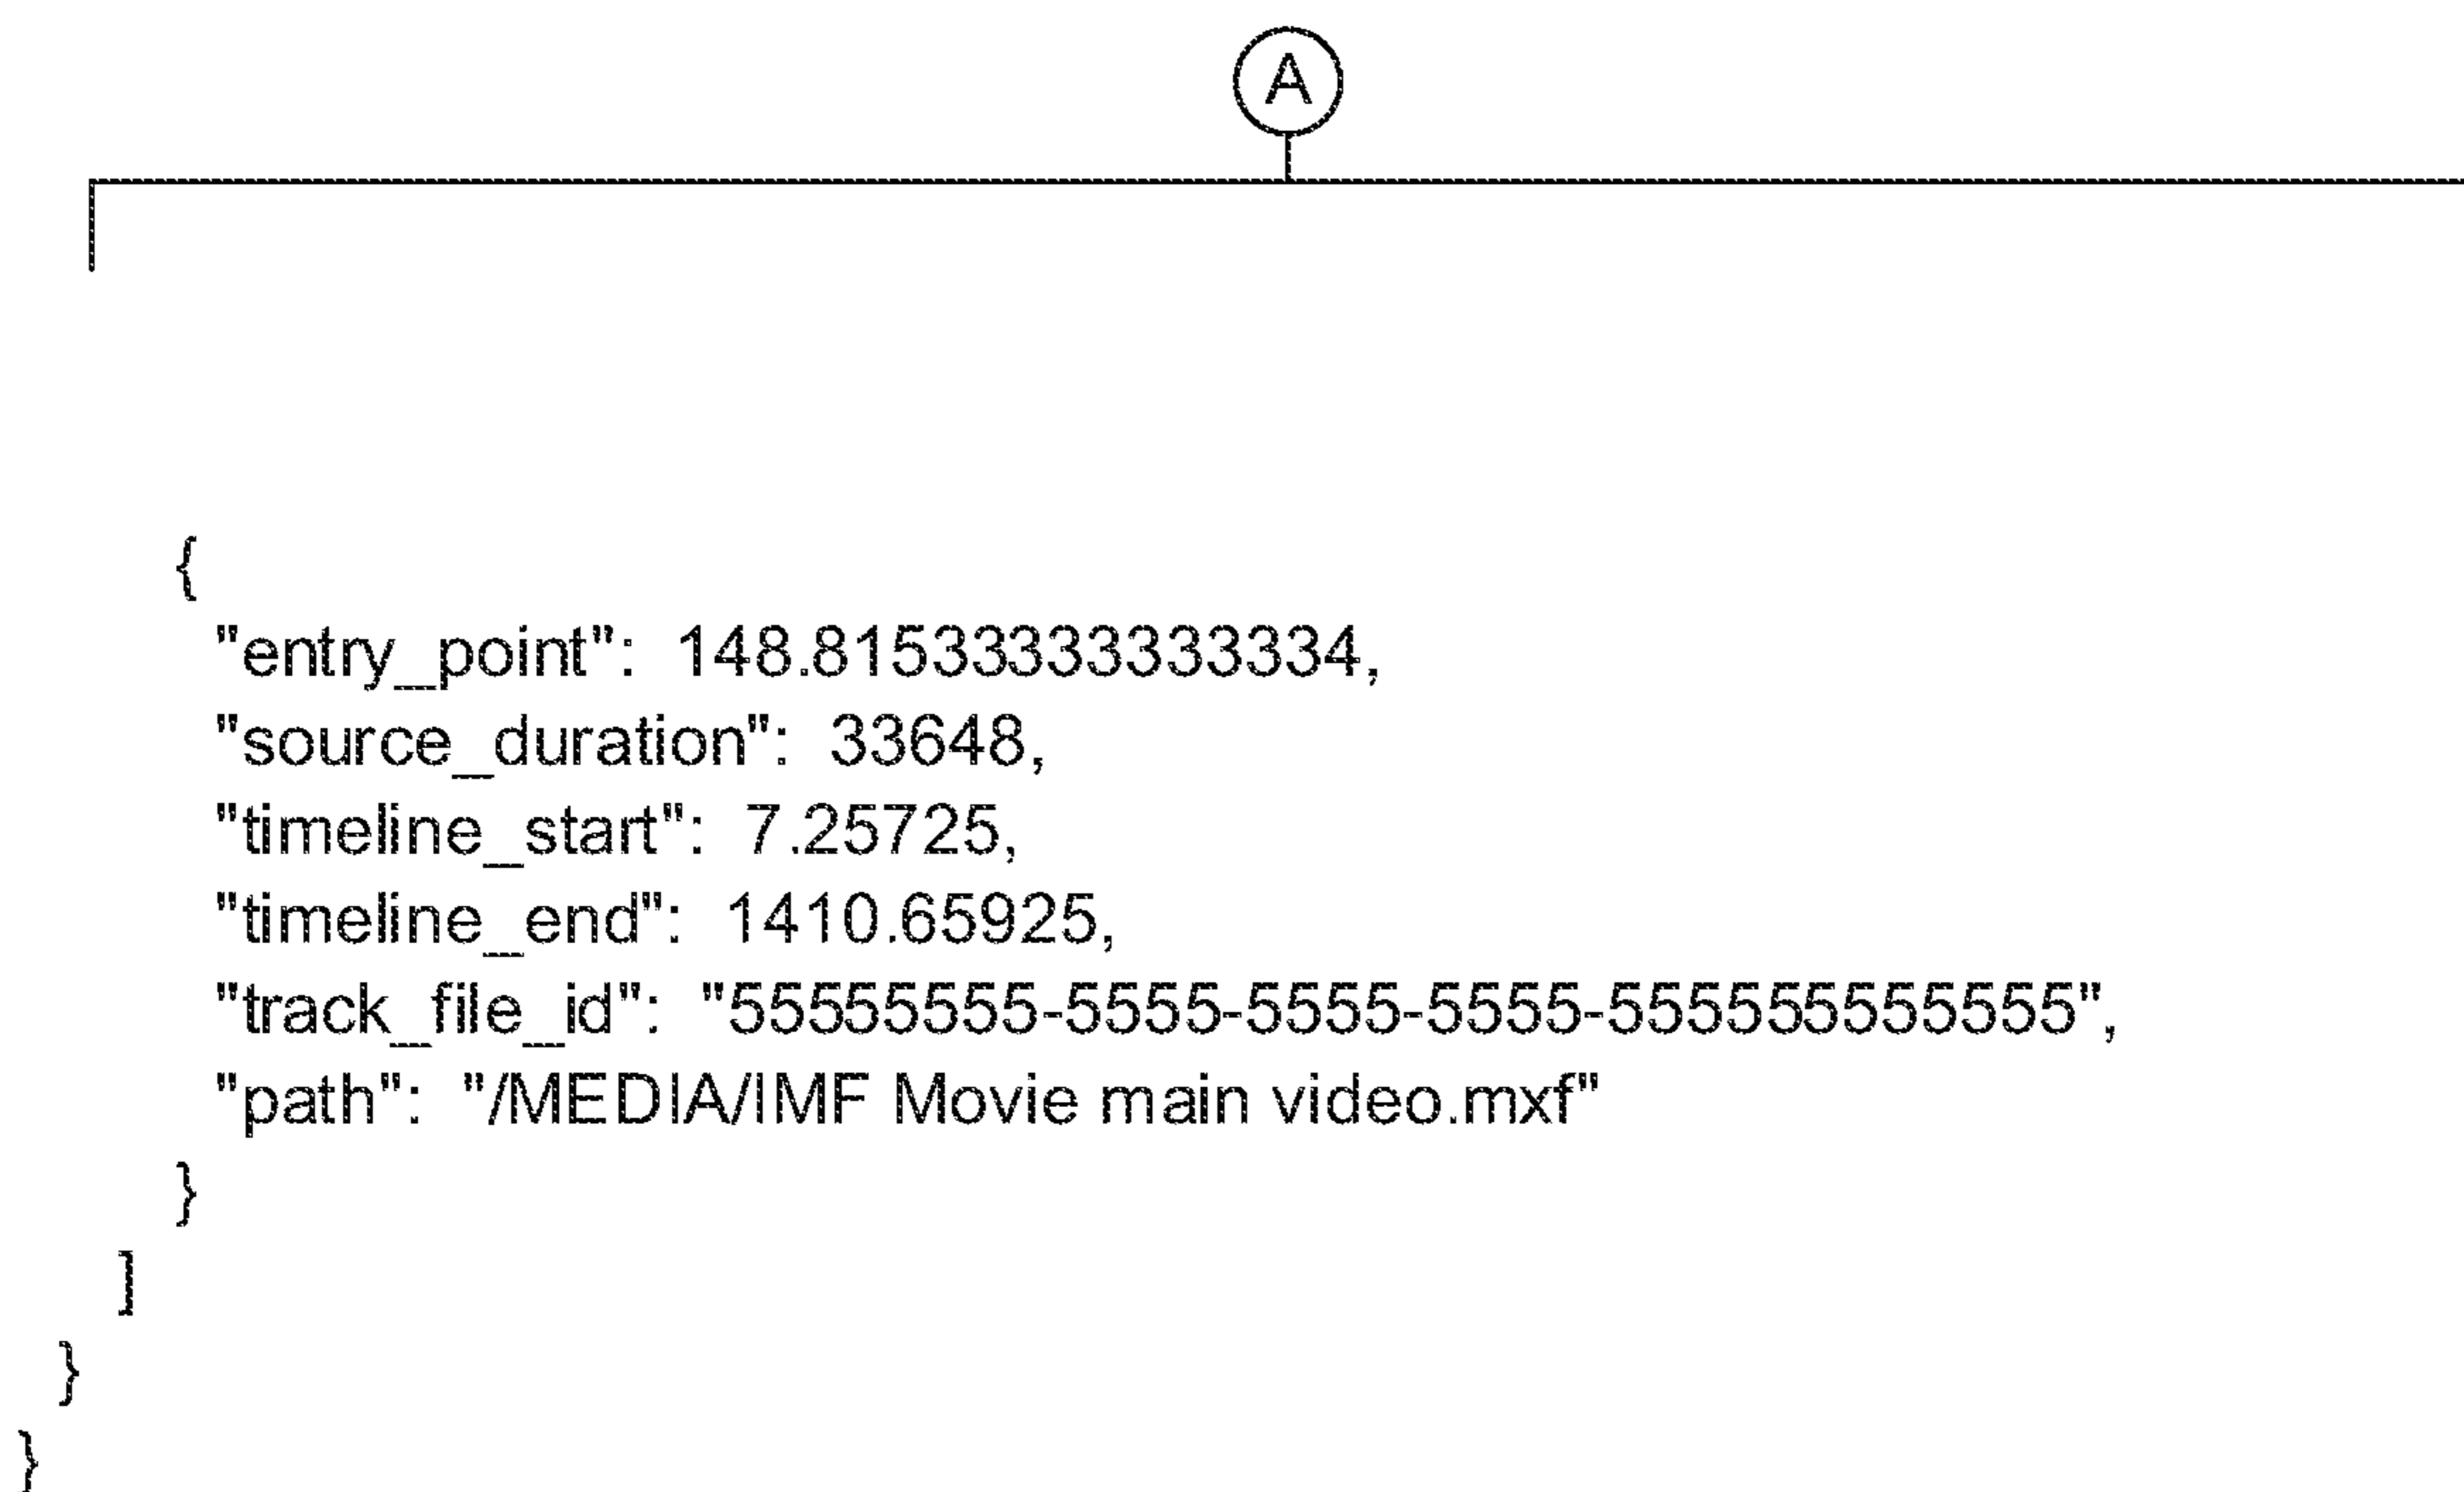 A
{
"entry_point": 148.81533333333334,
"source_duration": 33648,
"timeline_start": 7.25725,
"timeline_end": 1410.65925,
"track_file_id": "55555555-5555-5555-5555-555555555555",
"path": "/MEDIA/IMF Movie main video.mxf"
}
]
}
}